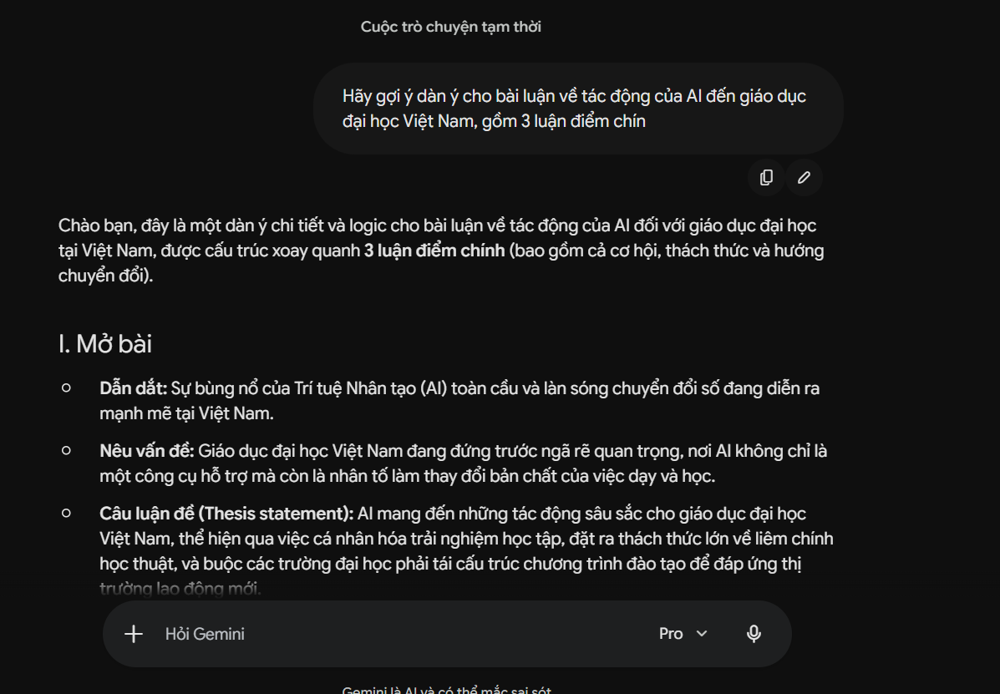 Cuộc trò chuyện tạm thời
Hãy gợi ý dàn ý cho bài luận về tác động của AI đến giáo dục
đại học Việt Nam, gồm 3 luận điểm chín
Chào bạn, đây là một dàn ý chi tiết và logic cho bài luận về tác động của AI đối với giáo dục đại học
tại Việt Nam, được cấu trúc xoay quanh 3 luận điểm chính (bao gồm cả cơ hội, thách thức và hướng
chuyển đổi).
I. Mở bài
Dẫn dắt: Sự bùng nổ của Trí tuệ Nhân tạo (AI) toàn cầu và làn sóng chuyển đổi số đang diễn ra
mạnh mẽ tại Việt Nam.
Nêu vấn đề: Giáo dục đại học Việt Nam đang đứng trước ngã rẽ quan trọng, nơi AI không chỉ là
một công cụ hỗ trợ mà còn là nhân tố làm thay đổi bản chất của việc dạy và học.
Câu luận đề (Thesis statement): AI mang đến những tác động sâu sắc cho giáo dục đại học
Việt Nam, thể hiện qua việc cá nhân hóa trải nghiệm học tập, đặt ra thách thức lớn về liêm chính
học thuật, và buộc các trường đại học phải tái cấu trúc chương trình đào tạo để đáp ứng thị
trường lao động mới.
Hỏi Gemini
Pro
Gemini là AI và có thể mắc sai sót.